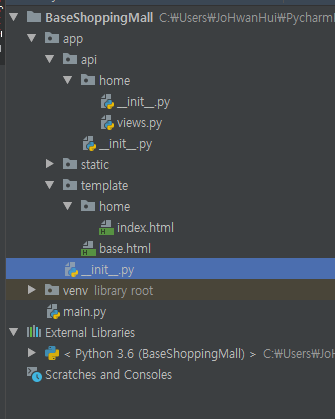 BaseShoppingMall C:₩Users₩JoHwanHui₩Pycharm
app
api
home
__init__.py
views.py
__init__.py
static
template
home
index.html
base.html
__init__.py
venv library root
main.py
External Libraries
< Python 3.6 (BaseShoppingMall) > C:₩Users₩JoH
Scratches and Consoles